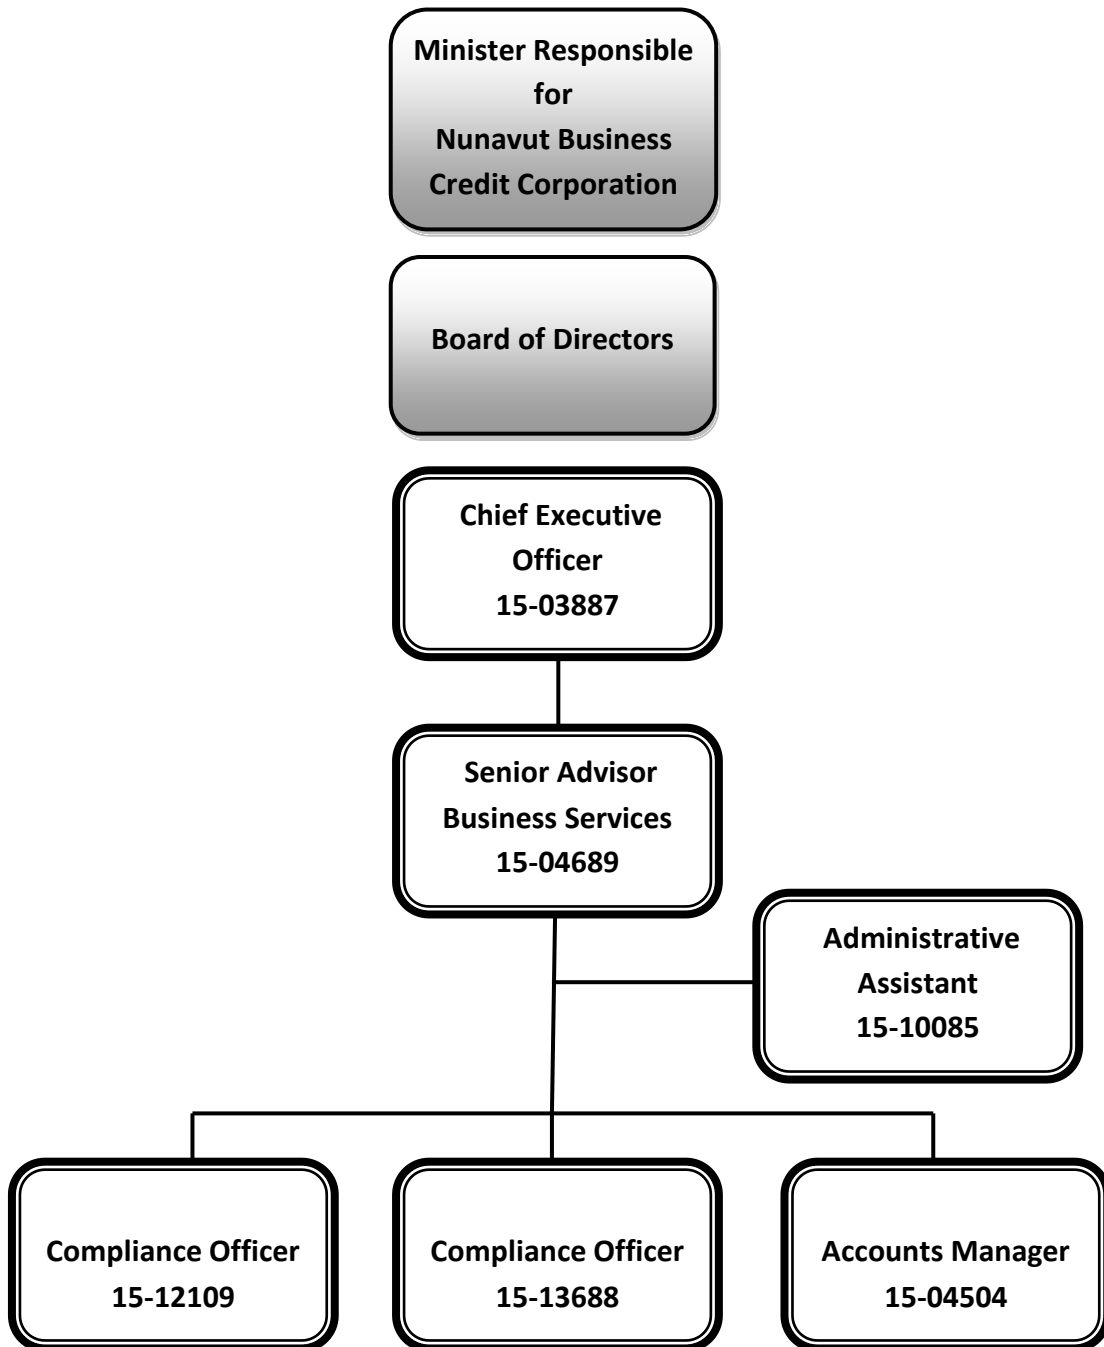 Minister Responsible
for
Nunavut Business
Credit Corporation
Board of Directors
Chief Executive
Officer
15-03887
Senior Advisor
Business Services
15-04689
Administrative
Assistant
15-10085
Compliance Officer
15-12109
Compliance Officer
15-13688
Accounts Manager
15-04504